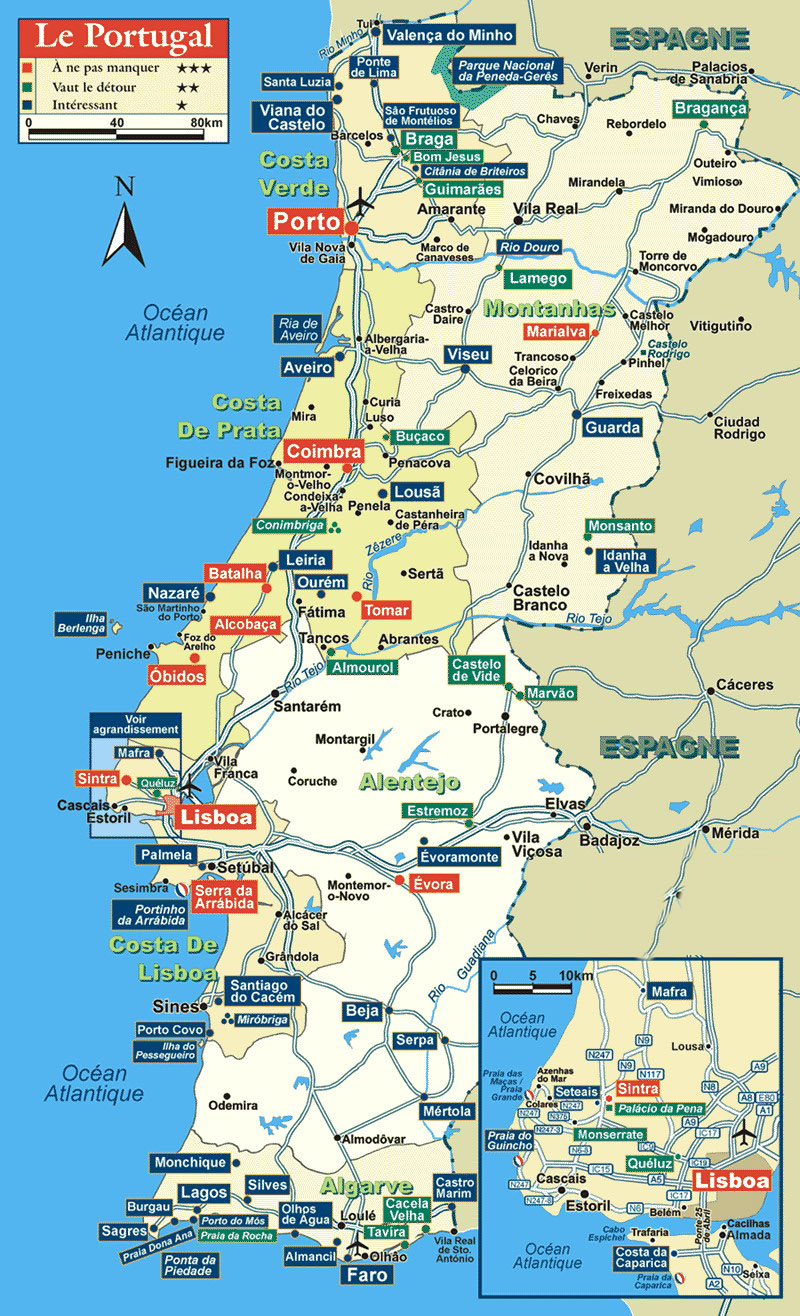 Le Portugal
À ne pas manquer ★★★
Vaut le détour ★★
Intéressant ★
0 40 80km
N
Tui
Valença do Minho
Rio Minho
ESPAGNE
Ponte
de Lima
Parque Nacional
da Peneda-Gerês
Verin
Palacios
de Sanabria
Santa Luzia
Viana do
Castelo
São Frutuoso
de Montélios
Chaves
Rebordelo
Bragança
Barcelos
Braga
Bom Jesus
Citânia de Briteiros
Guimarães
Outeiro
Vimioso
Costa
Verde
Mirandela
Miranda do Douro
Porto
Amarante
Vila Real
Mogadouro
Vila Nova
de Gaia
Marco de
Canaveses
Rio Douro
Torre de
Moncorvo
Lamego
Océan
Atlantique
Castro
Daire
Montanhas
Castelo
Melhor
Vitigutino
Ria de
Aveiro
Albergaria-
a-Velha
Marialva
Castelo
Rodrigo
Aveiro
Viseu
Trancoso
Pinhel
Celorico
da Beira
Freixedas
Costa
De Prata
Mira
Curia
Luso
Guarda
Ciudad
Rodrigo
Buçaco
Coimbra
Figueira da Foz
Penacova
Montmor-
o-Velho
Condeixa-
a-Velha
Lousã
Penela
Covilhã
Conimbriga
Castanheira
de Péra
Monsanto
Zézere
Rio
Idanha
a Nova
Idanha
a Velha
Leiria
Batalha
Ourém
Sertã
Nazaré
São Martinho
do Porto
Fátima
Tomar
Castelo
Branco
Ilha
Berlenga
Alcobaça
Rio Tejo
Foz do
Arelho
Peniche
Tancos
Abrantes
Óbidos
Almourol
Rio Tejo
Castelo
de Vide
Marvão
Cáceres
Santarém
Crato
Portalegre
Voir
agrandissement
Mafra
Montargil
ESPAGNE
Vila
Franca
Sintra
Quéluz
Coruche
Alentejo
Cascais
Estoril
Lisboa
Estremoz
Elvas
Badajoz
Mérida
Palmela
Setúbal
Évoramonte
Vila
Viçosa
Sesimbra
Serra da
Arrábida
Montemor-
o-Novo
Évora
Portinho
da Arrábida
Alcácer
do Sal
Costa De
Lisboa
Grândola
Rio Guadiana
Santiago
do Cacém
Sines
Miróbriga
Beja
Porto Covo
Ilha do
Pessegueiro
Serpa
Océan
Atlantique
Odemira
Mértola
Almodôvar
Monchique
Algarve
Castro
Marim
Silves
Lagos
Cacela
Velha
Burgau
Porto do Mós
Olhos
de Agua
Loulé
Sagres
Praia Dona Ana
Praia da Rocha
Tavira
Ponta da
Piedade
Almancil
Olhão
Vila Real
de Sto.
António
Faro
0 5 10km
Mafra
Océan
Atlantique
Lousa
N247
N9
N9
A9
Praia das
Maças /
Praia
Grande
Azenhas
do Mar
N117
N8
Seteais
Sintra
A8
E80
Colares
N247
N247
N375
Palácio da Pena
A1
N247-3
Monserrate
A9
IC17
Praia do
Guincho
N6-8
Quéluz
IC19
Cascais
IC15
A5
Lisboa
N247
N247-8
Estoril
N6
IC17
Belém
Ponte 25
de Abril
Cabo
Espichel
Trafaria
Cacilhas
Almada
Costa da
Caparica
Océan
Atlantique
N10
Seixa
Praia da
Caparica
A2